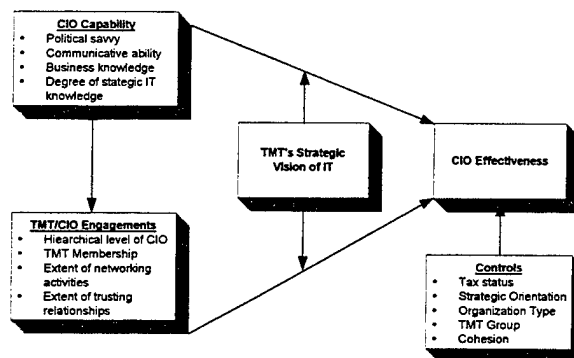 CIO Capability
• Political savvy
• Communicative ability
• Business knowledge
• Degree of stategic IT
knowledge
TMT's Strategic
Vision of IT
CIO Effectiveness
TMT/CIO Engagements
• Hiearchical level of CIO
• TMT Membership
• Extent of networking
activities
• Extent of trusting
relationships
Controls
• Tax status
• Strategic Orientation
• Organization Type
• TMT Group
• Cohesion